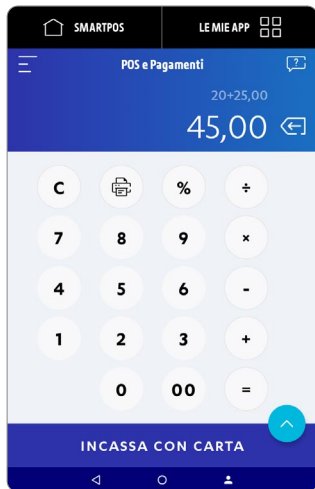 SMARTPOS LE MIE APP
POS e Pagamenti ?
20+25,00
45,00
C % ÷
7 8 9 ×
4 5 6 -
1 2 3 +
0 00 =
INCASSA CON CARTA